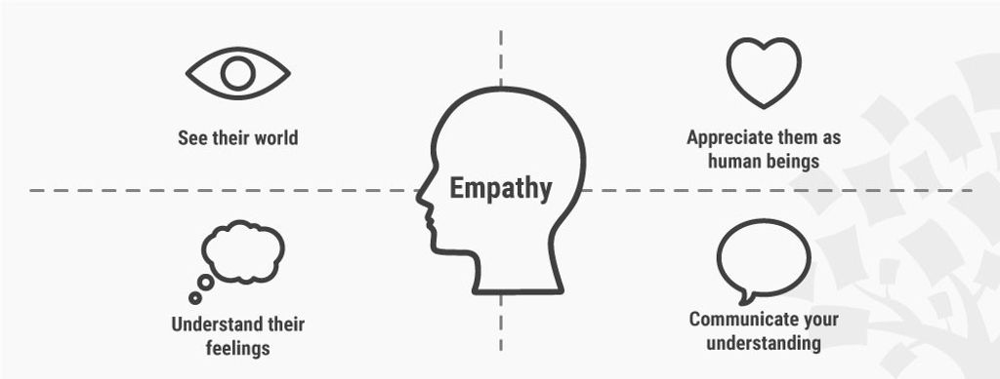 See their world
Appreciate them as
human beings
Empathy
Understand their
feelings
Communicate your
understanding